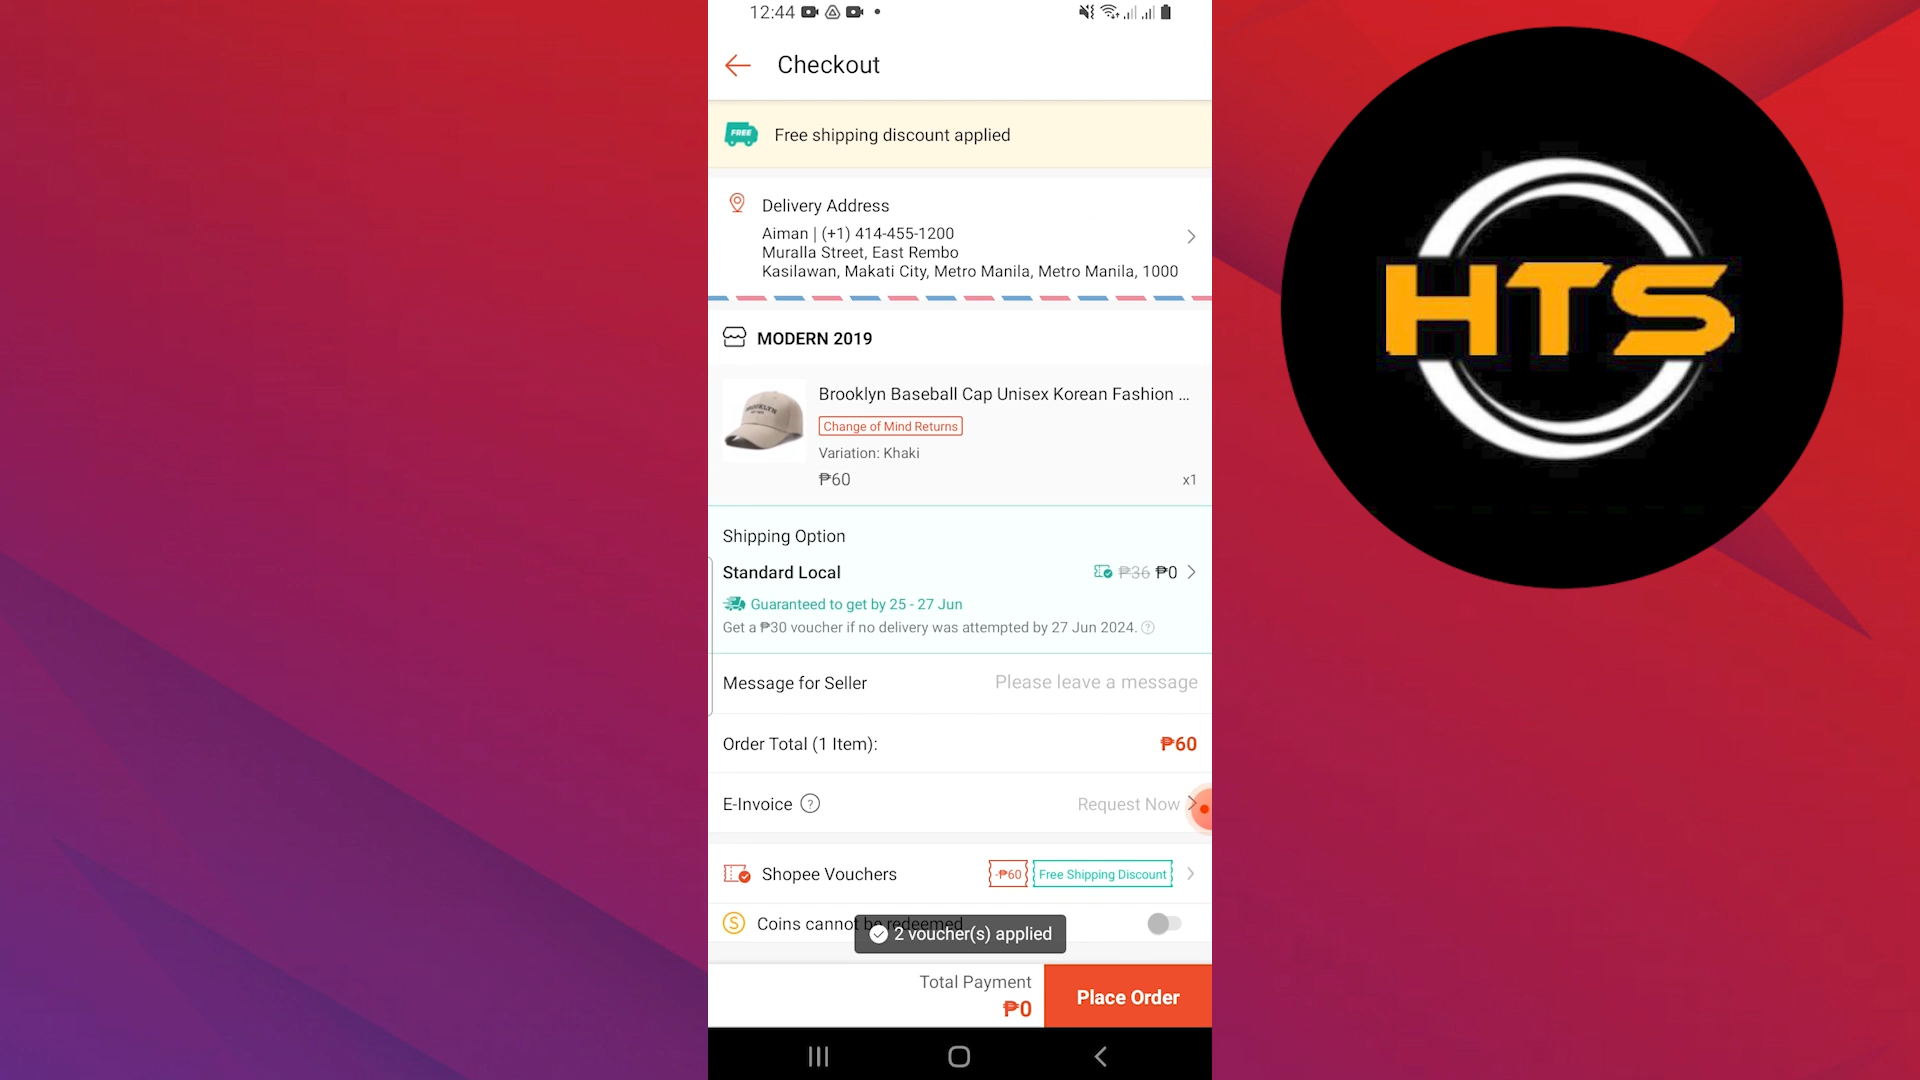 12:44
Checkout
FREE
Free shipping discount applied
Delivery Address
Aiman | (+1) 414-455-1200
Muralla Street, East Rembo
Kasilawan, Makati City, Metro Manila, Metro Manila, 1000
MODERN 2019
BROOKLYN
Brooklyn Baseball Cap Unisex Korean Fashion ...
Change of Mind Returns
Variation: Khaki
₱60 x1
Shipping Option
Standard Local ₱36 ₱0
Guaranteed to get by 25 - 27 Jun
Get a ₱30 voucher if no delivery was attempted by 27 Jun 2024. ?
Message for Seller Please leave a message
Order Total (1 Item): ₱60
E-Invoice ? Request Now
Shopee Vouchers -₱60 Free Shipping Discount
S Coins cannot be redeemed
2 voucher(s) applied
Total Payment
₱0
Place Order
HTS